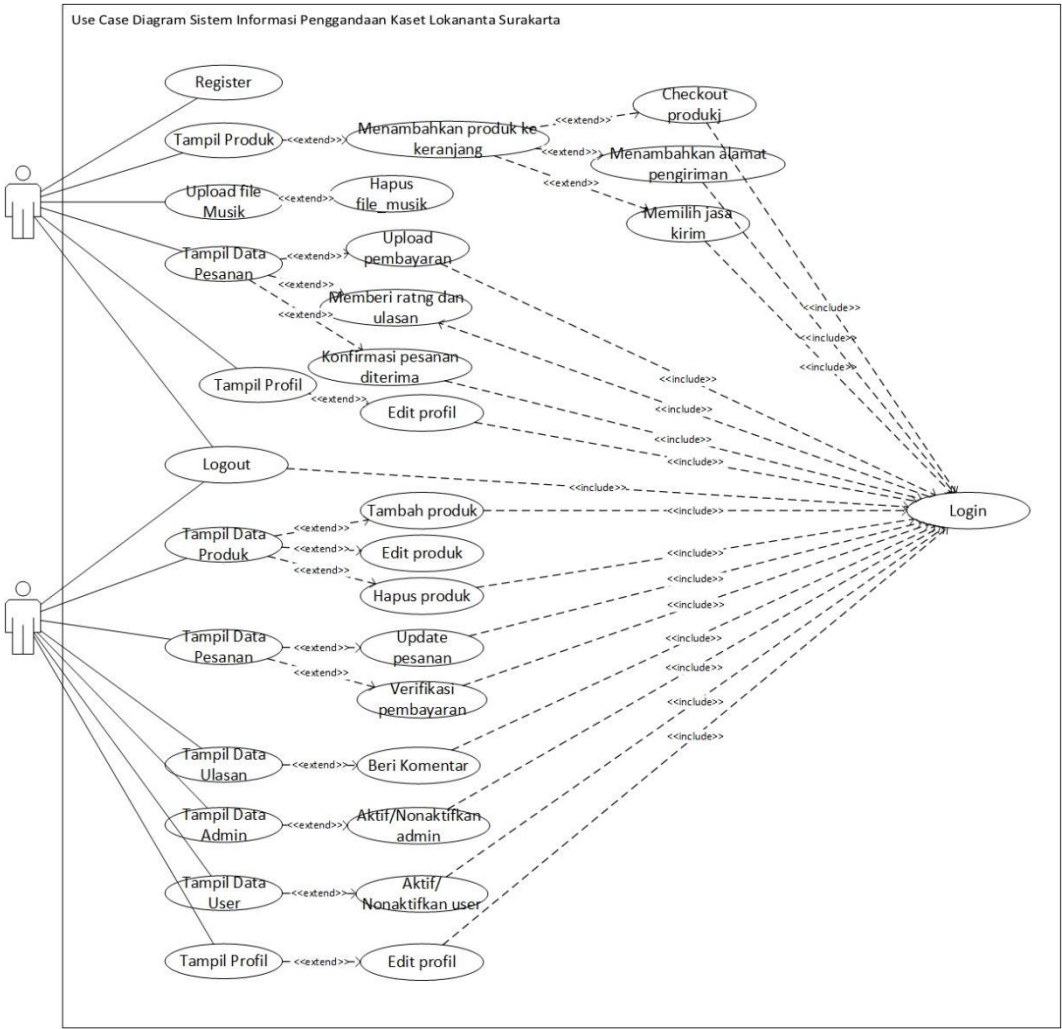 Use Case Diagram Sistem Informasi Penggandaan Kaset Lokananta Surakarta
Register
Tampil Produk
<<extend>>
Menambahkan produk ke
keranjang
<<extend>>
Checkout
produkj
<<extend>>
Menambahkan alamat
pengiriman
<<extend>>
Memilih jasa
kirim
Upload file
Musik
<<extend>>
Hapus
file_musik
Tampil Data
Pesanan
<<extend>>
Upload
pembayaran
<<extend>>
Memberi ratng dan
ulasan
<<extend>>
Konfirmasi pesanan
diterima
Tampil Profil
<<extend>>
Edit profil
<<include>>
<<include>>
<<include>>
<<include>>
<<include>>
<<include>>
<<include>>
Logout
<<include>>
Login
Tampil Data
Produk
<<extend>>
Tambah produk
<<include>>
<<extend>>
Edit produk
<<extend>>
Hapus produk
<<include>>
Tampil Data
Pesanan
<<extend>>
Update
pesanan
<<include>>
<<extend>>
Verifikasi
pembayaran
<<include>>
Tampil Data
Ulasan
<<extend>>
Beri Komentar
<<include>>
Tampil Data
Admin
<<extend>>
Aktif/Nonaktifkan
admin
<<include>>
Tampil Data
User
<<extend>>
Aktif/
Nonaktifkan user
<<include>>
Tampil Profil
<<extend>>
Edit profil
<<include>>